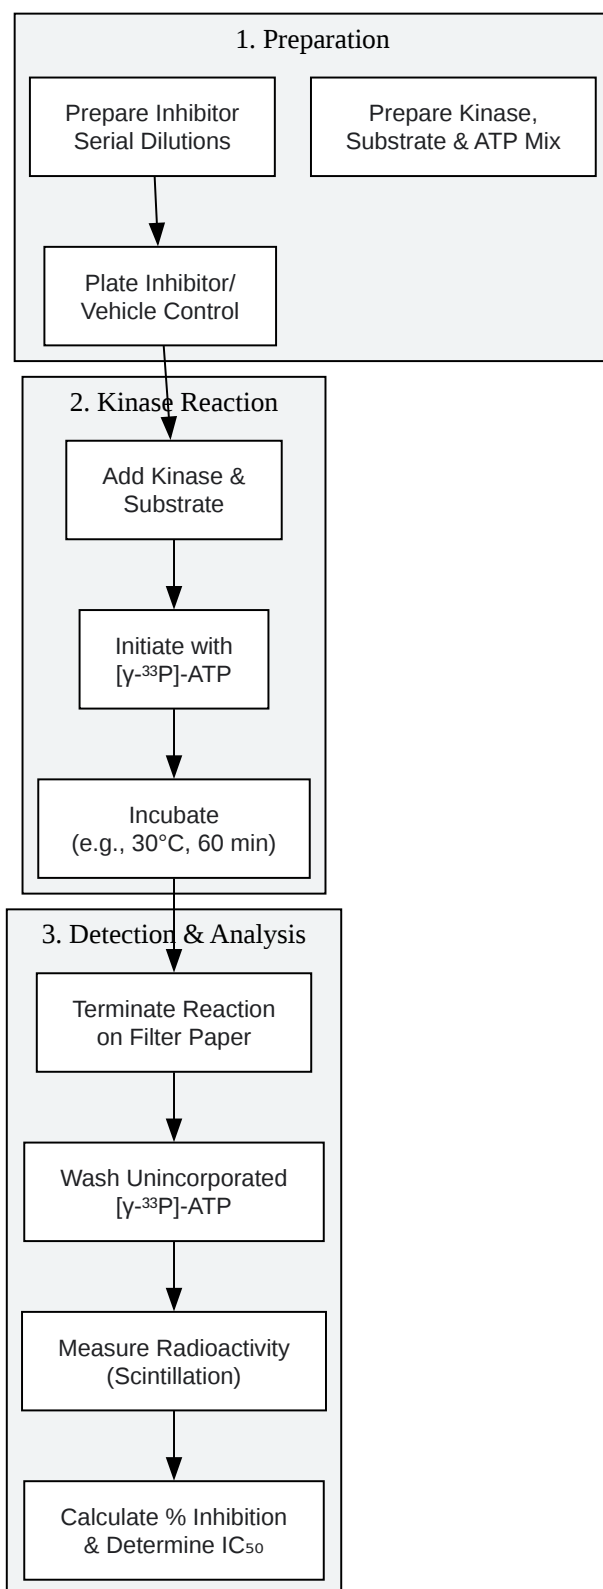 1. Preparation
Prepare Inhibitor
Serial Dilutions
Prepare Kinase,
Substrate & ATP Mix
Plate Inhibitor/
Vehicle Control
2. Kinase Reaction
Add Kinase &
Substrate
Initiate with
[γ-³³P]-ATP
Incubate
(e.g., 30°C, 60 min)
3. Detection & Analysis
Terminate Reaction
on Filter Paper
Wash Unincorporated
[γ-³³P]-ATP
Measure Radioactivity
(Scintillation)
Calculate % Inhibition
& Determine IC₅₀